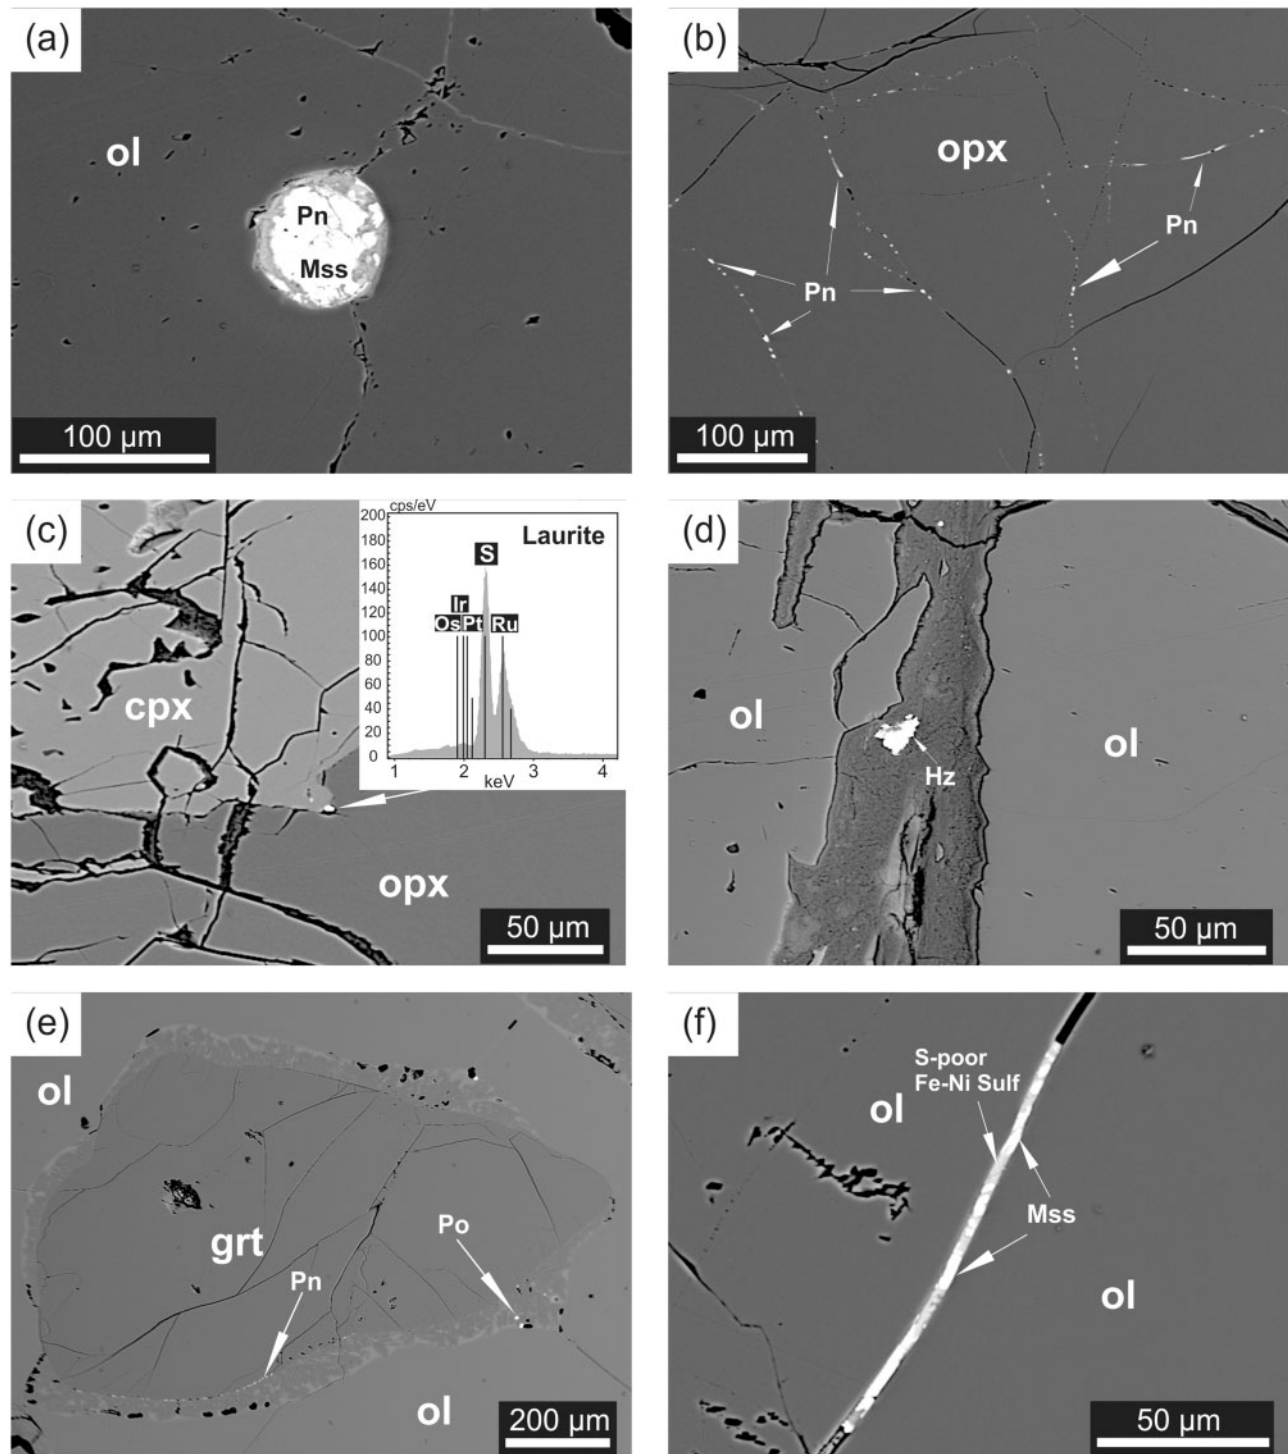 (a)
ol
Pn
Mss
100 µm
(b)
opx
Pn
Pn
100 µm
(c)
cps/eV
200
180
160
140
120
100
80
60
40
20
0
Laurite
S
Ir
Os Pt Ru
1 2 3 4
keV
cpx
opx
50 µm
(d)
ol
ol
Hz
50 µm
(e)
ol
grt
Po
Pn
ol
200 µm
(f)
S-poor
Fe-Ni Sulf
ol
Mss
ol
50 µm